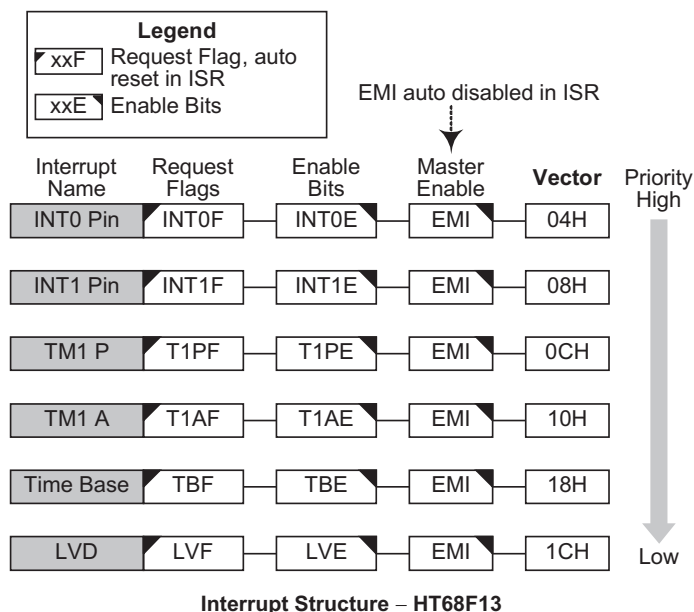 Legend
xxF Request Flag, auto
reset in ISR
xxE Enable Bits
EMI auto disabled in ISR
Interrupt Name Request Flags Enable Bits Master Enable Vector Priority High
INT0 Pin INT0F INT0E EMI 04H
INT1 Pin INT1F INT1E EMI 08H
TM1 P T1PF T1PE EMI 0CH
TM1 A T1AF T1AE EMI 10H
Time Base TBF TBE EMI 18H
LVD LVF LVE EMI 1CH Low
Interrupt Structure – HT68F13